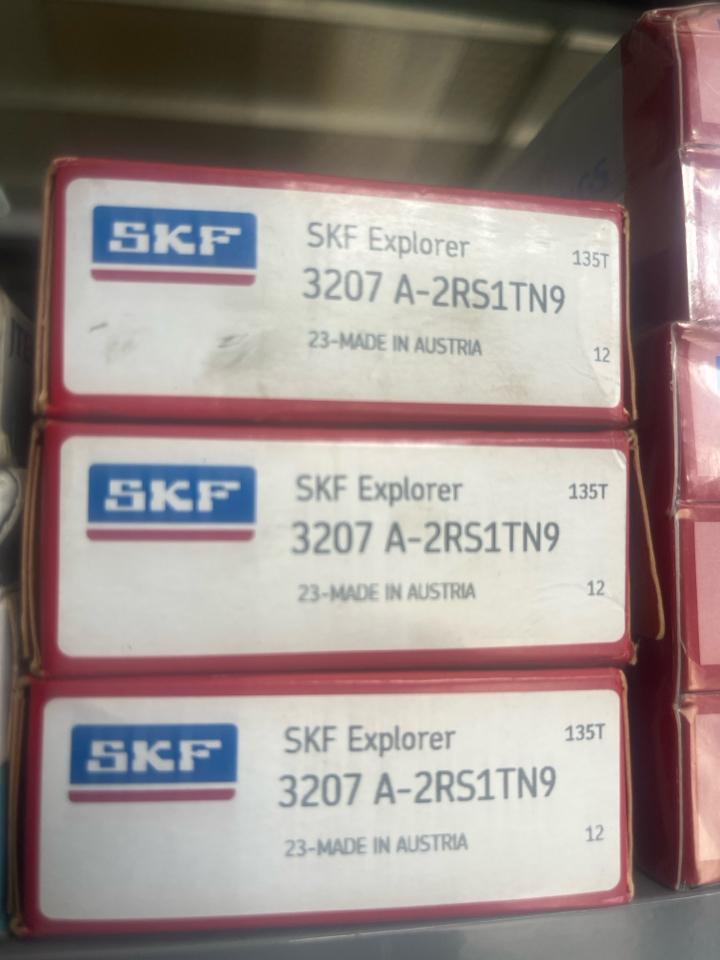 SKF
SKF Explorer
135T
3207 A-2RS1TN9
23-MADE IN AUSTRIA
12
SKF
SKF Explorer
135T
3207 A-2RS1TN9
23-MADE IN AUSTRIA
12
SKF
SKF Explorer
135T
3207 A-2RS1TN9
23-MADE IN AUSTRIA
12